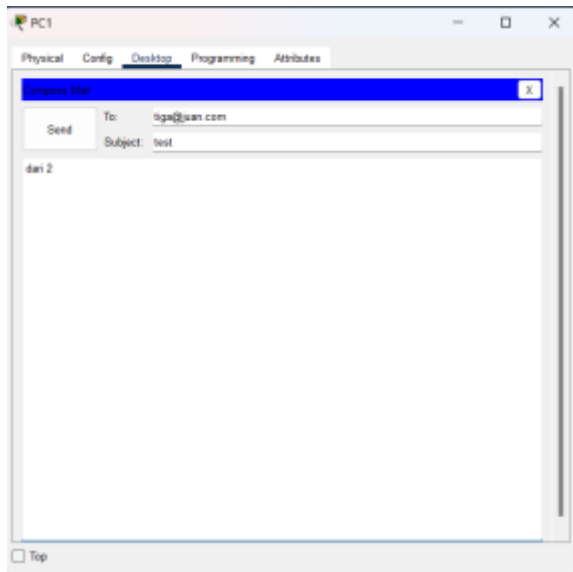 PC1
Physical Config Desktop Programming Attributes
Compose Mail
X
Send
To: tiga@juan.com
Subject: test
dari 2
Top